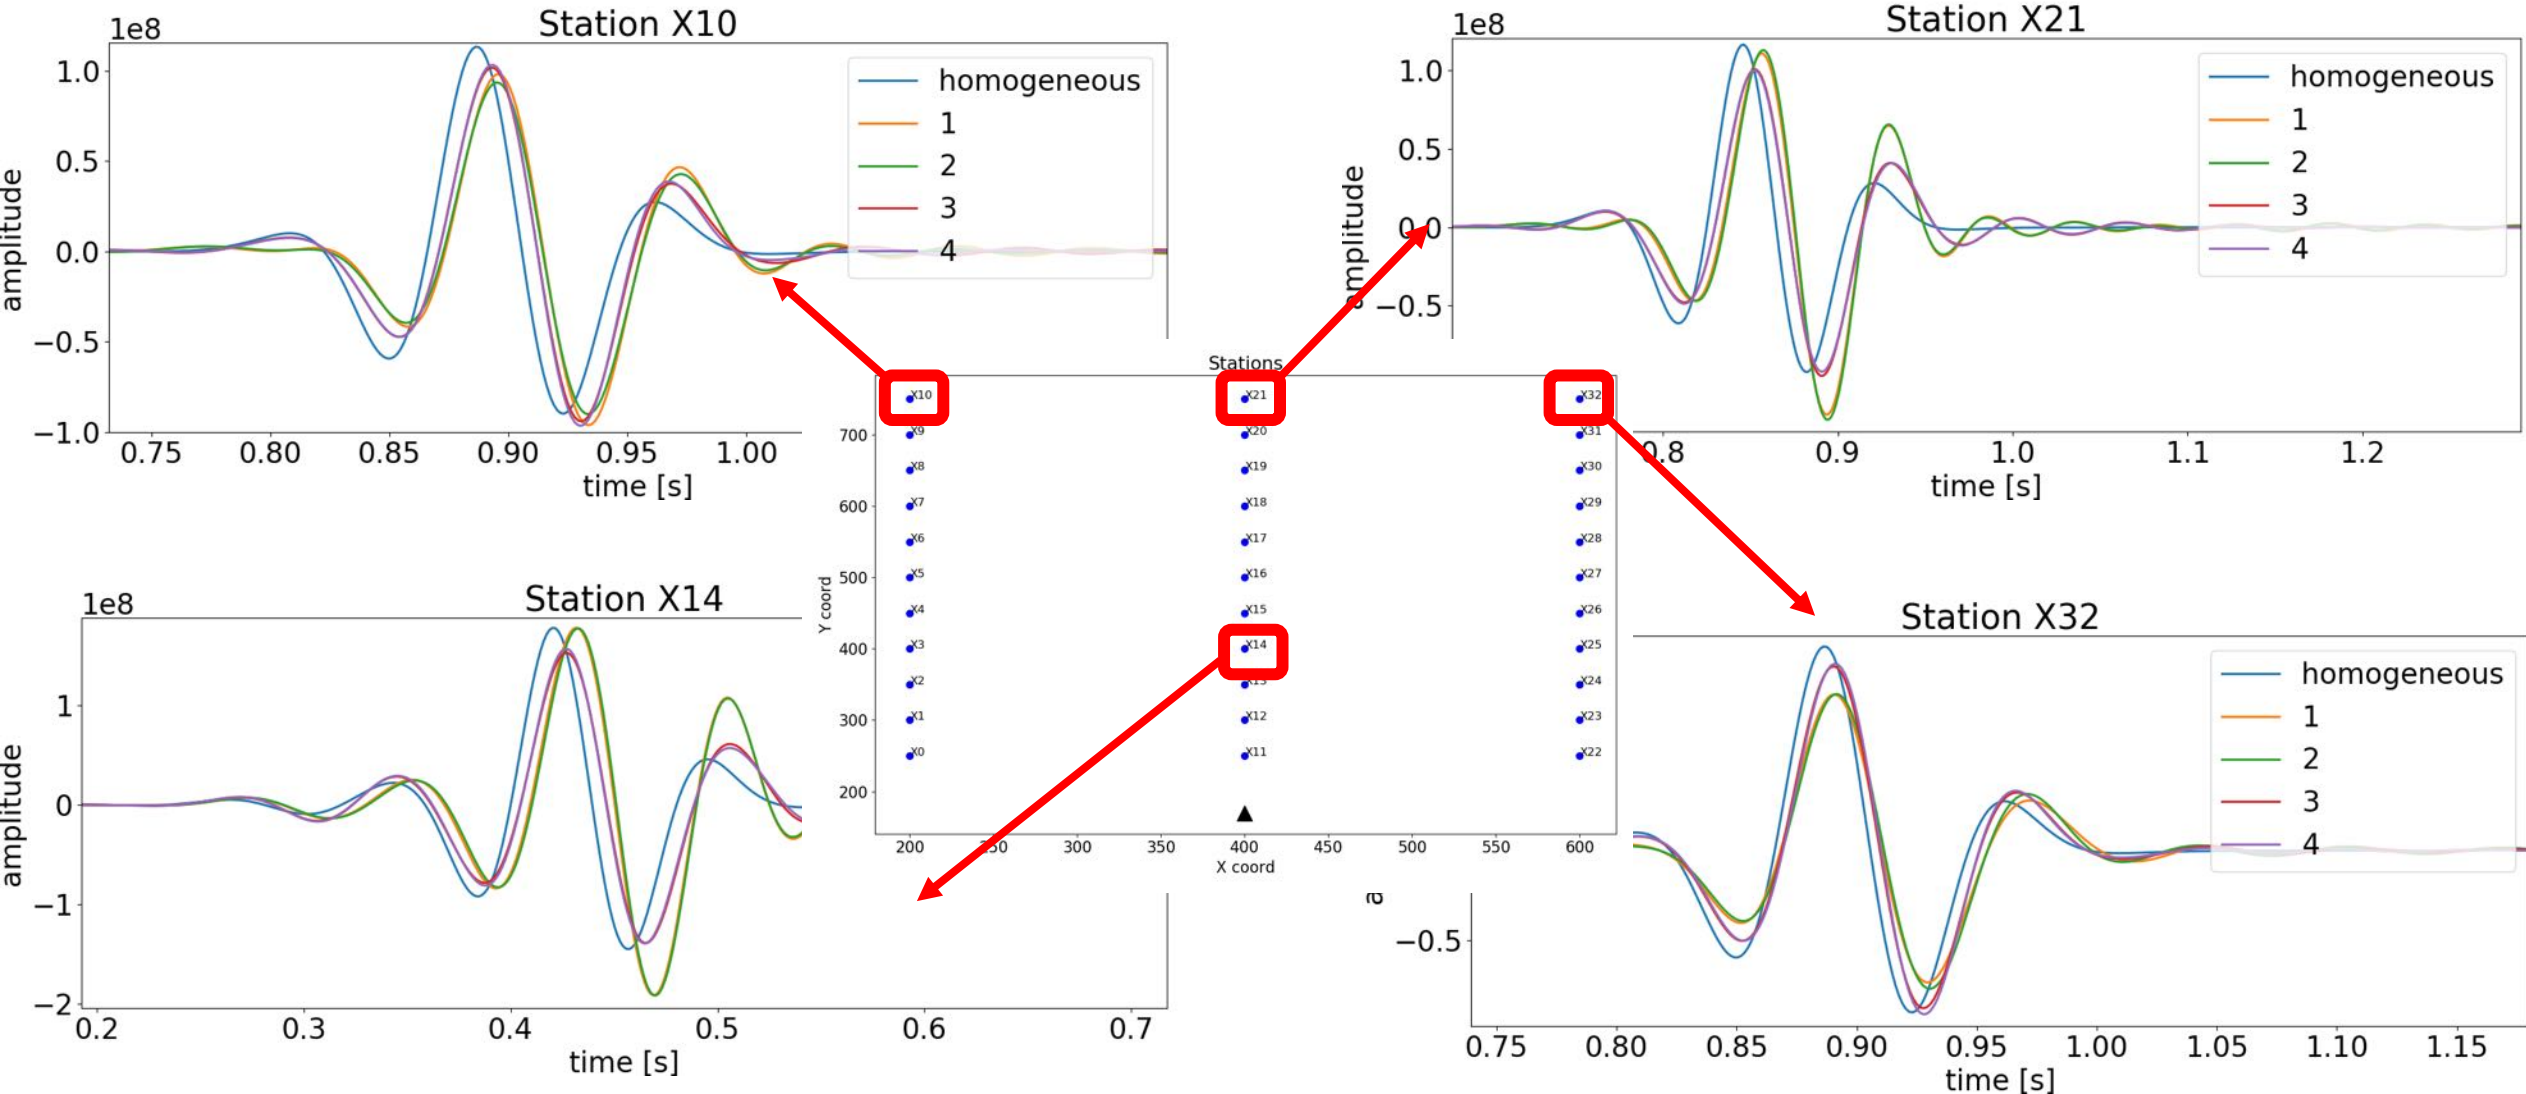 Station X10
1e8
1.0
0.5
0.0
−0.5
−1.0
amplitude
0.75
0.80
0.85
0.90
0.95
1.00
time [s]
homogeneous
1
2
3
4
Station X21
1e8
1.0
0.5
0.0
−0.5
amplitude
0.8
0.9
1.0
1.1
1.2
time [s]
homogeneous
1
2
3
4
Stations
X10
X21
X32
X9
X20
X31
X8
X19
X30
X7
X18
X29
X6
X17
X28
X5
X16
X27
X4
X15
X26
X3
X14
X25
X2
X13
X24
X1
X12
X23
X0
X11
X22
700
600
500
400
300
200
Y coord
200
250
300
350
400
450
500
550
600
X coord
Station X14
1e8
1
0
−1
−2
amplitude
0.2
0.3
0.4
0.5
0.6
0.7
time [s]
Station X32
homogeneous
1
2
3
4
a
−0.5
0.75
0.80
0.85
0.90
0.95
1.00
1.05
1.10
1.15
time [s]